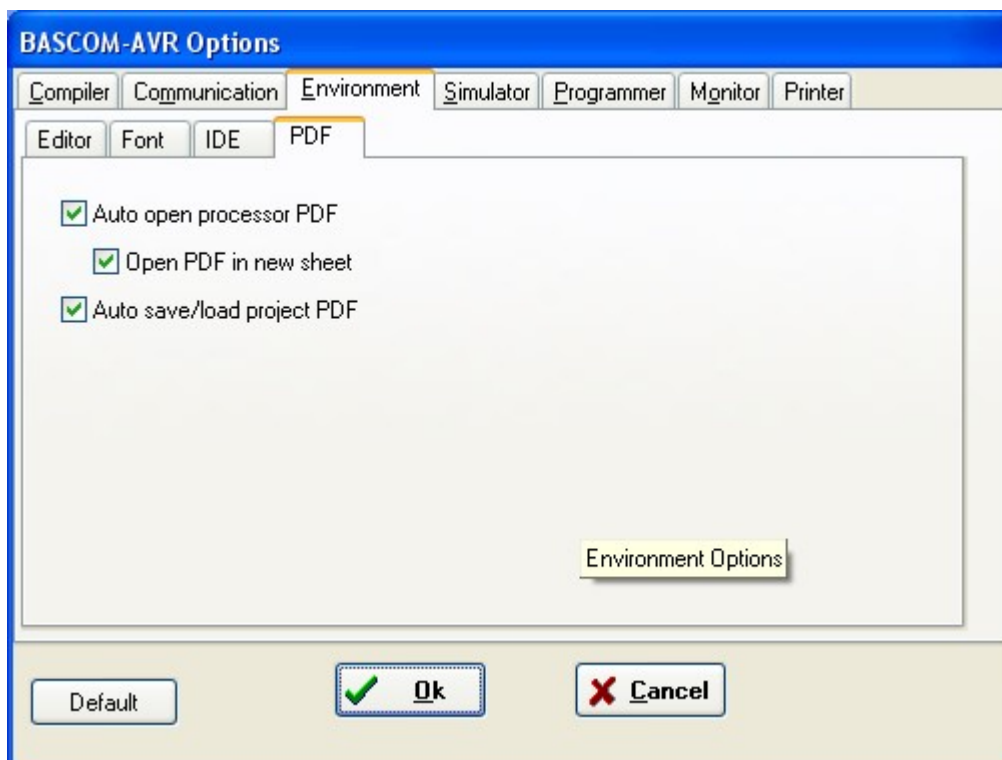 BASCOM-AVR Options
Compiler Communication Environment Simulator Programmer Monitor Printer
Editor Font IDE PDF
Auto open processor PDF
Open PDF in new sheet
Auto save/load project PDF
Environment Options
Default Ok Cancel